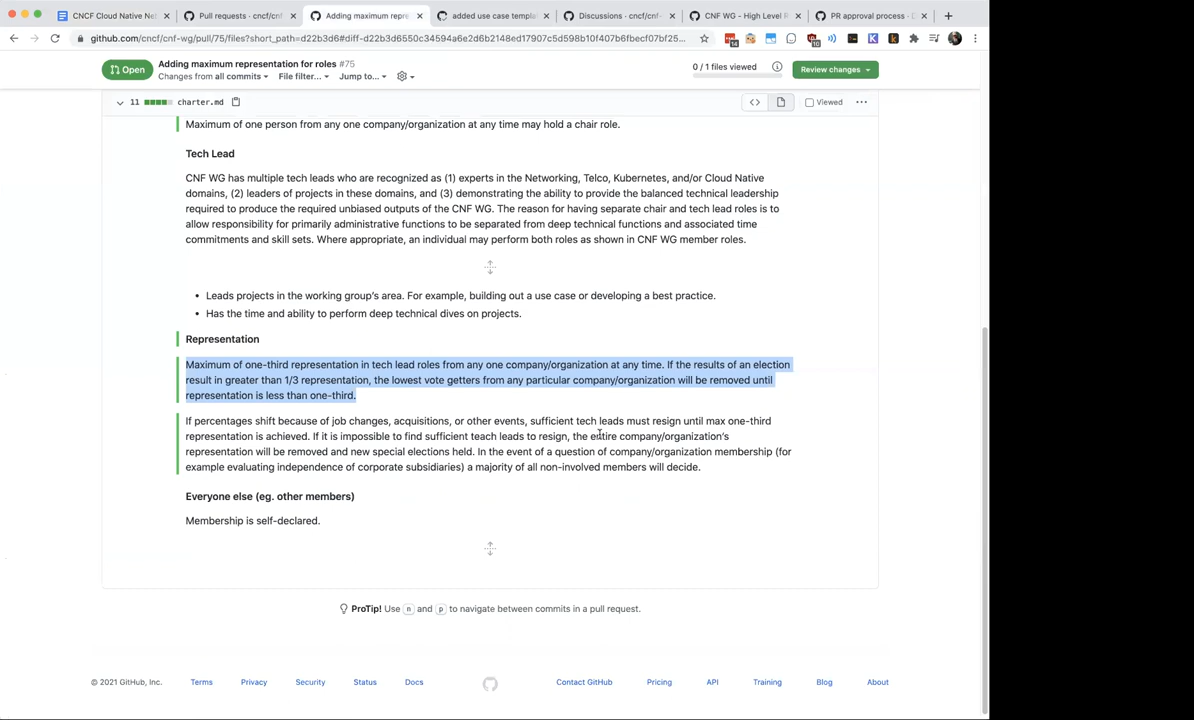 CNCF Cloud Native Net
Pull requests · cncf/cnf
Adding maximum repre
added use case templa
Discussions · cncf/cnf-
CNF WG - High Level R
PR approval process - D
github.com/cncf/cnf-wg/pull/75/files?short_path=d22b3d6#diff-d22b3d6550c34594a6e2d6b2148ed17907c5d598b10f407b6fbecf07bf25...
14
10
Open
Adding maximum representation for roles #75
Changes from all commits
File filter...
Jump to...
0 / 1 files viewed
Review changes
11 charter.md
Viewed
Maximum of one person from any one company/organization at any time may hold a chair role.
Tech Lead
CNF WG has multiple tech leads who are recognized as (1) experts in the Networking, Telco, Kubernetes, and/or Cloud Native
domains, (2) leaders of projects in these domains, and (3) demonstrating the ability to provide the balanced technical leadership
required to produce the required unbiased outputs of the CNF WG. The reason for having separate chair and tech lead roles is to
allow responsibility for primarily administrative functions to be separated from deep technical functions and associated time
commitments and skill sets. Where appropriate, an individual may perform both roles as shown in CNF WG member roles.
• Leads projects in the working group's area. For example, building out a use case or developing a best practice.
• Has the time and ability to perform deep technical dives on projects.
Representation
Maximum of one-third representation in tech lead roles from any one company/organization at any time. If the results of an election
result in greater than 1/3 representation, the lowest vote getters from any particular company/organization will be removed until
representation is less than one-third.
If percentages shift because of job changes, acquisitions, or other events, sufficient tech leads must resign until max one-third
representation is achieved. If it is impossible to find sufficient teach leads to resign, the entire company/organization's
representation will be removed and new special elections held. In the event of a question of company/organization membership (for
example evaluating independence of corporate subsidiaries) a majority of all non-involved members will decide.
Everyone else (eg. other members)
Membership is self-declared.
ProTip! Use n and p to navigate between commits in a pull request.
© 2021 GitHub, Inc.
Terms
Privacy
Security
Status
Docs
Contact GitHub
Pricing
API
Training
Blog
About